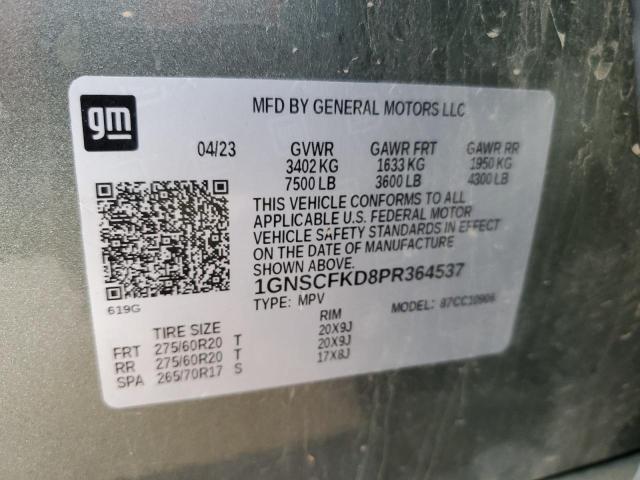 gm
MFD BY GENERAL MOTORS LLC
04/23 GVWR GAWR FRT GAWR RR
3402 KG 1633 KG 1950 KG
7500 LB 3600 LB 4300 LB
THIS VEHICLE CONFORMS TO ALL
APPLICABLE U.S. FEDERAL MOTOR
VEHICLE SAFETY STANDARDS IN EFFECT
ON THE DATE OF MANUFACTURE
SHOWN ABOVE.
1GNSCFKD8PR364537
619G
TYPE: MPV MODEL: 87CC10906
TIRE SIZE RIM
FRT 275/60R20 T 20X9J
RR 275/60R20 T 20X9J
SPA 265/70R17 S 17X8J